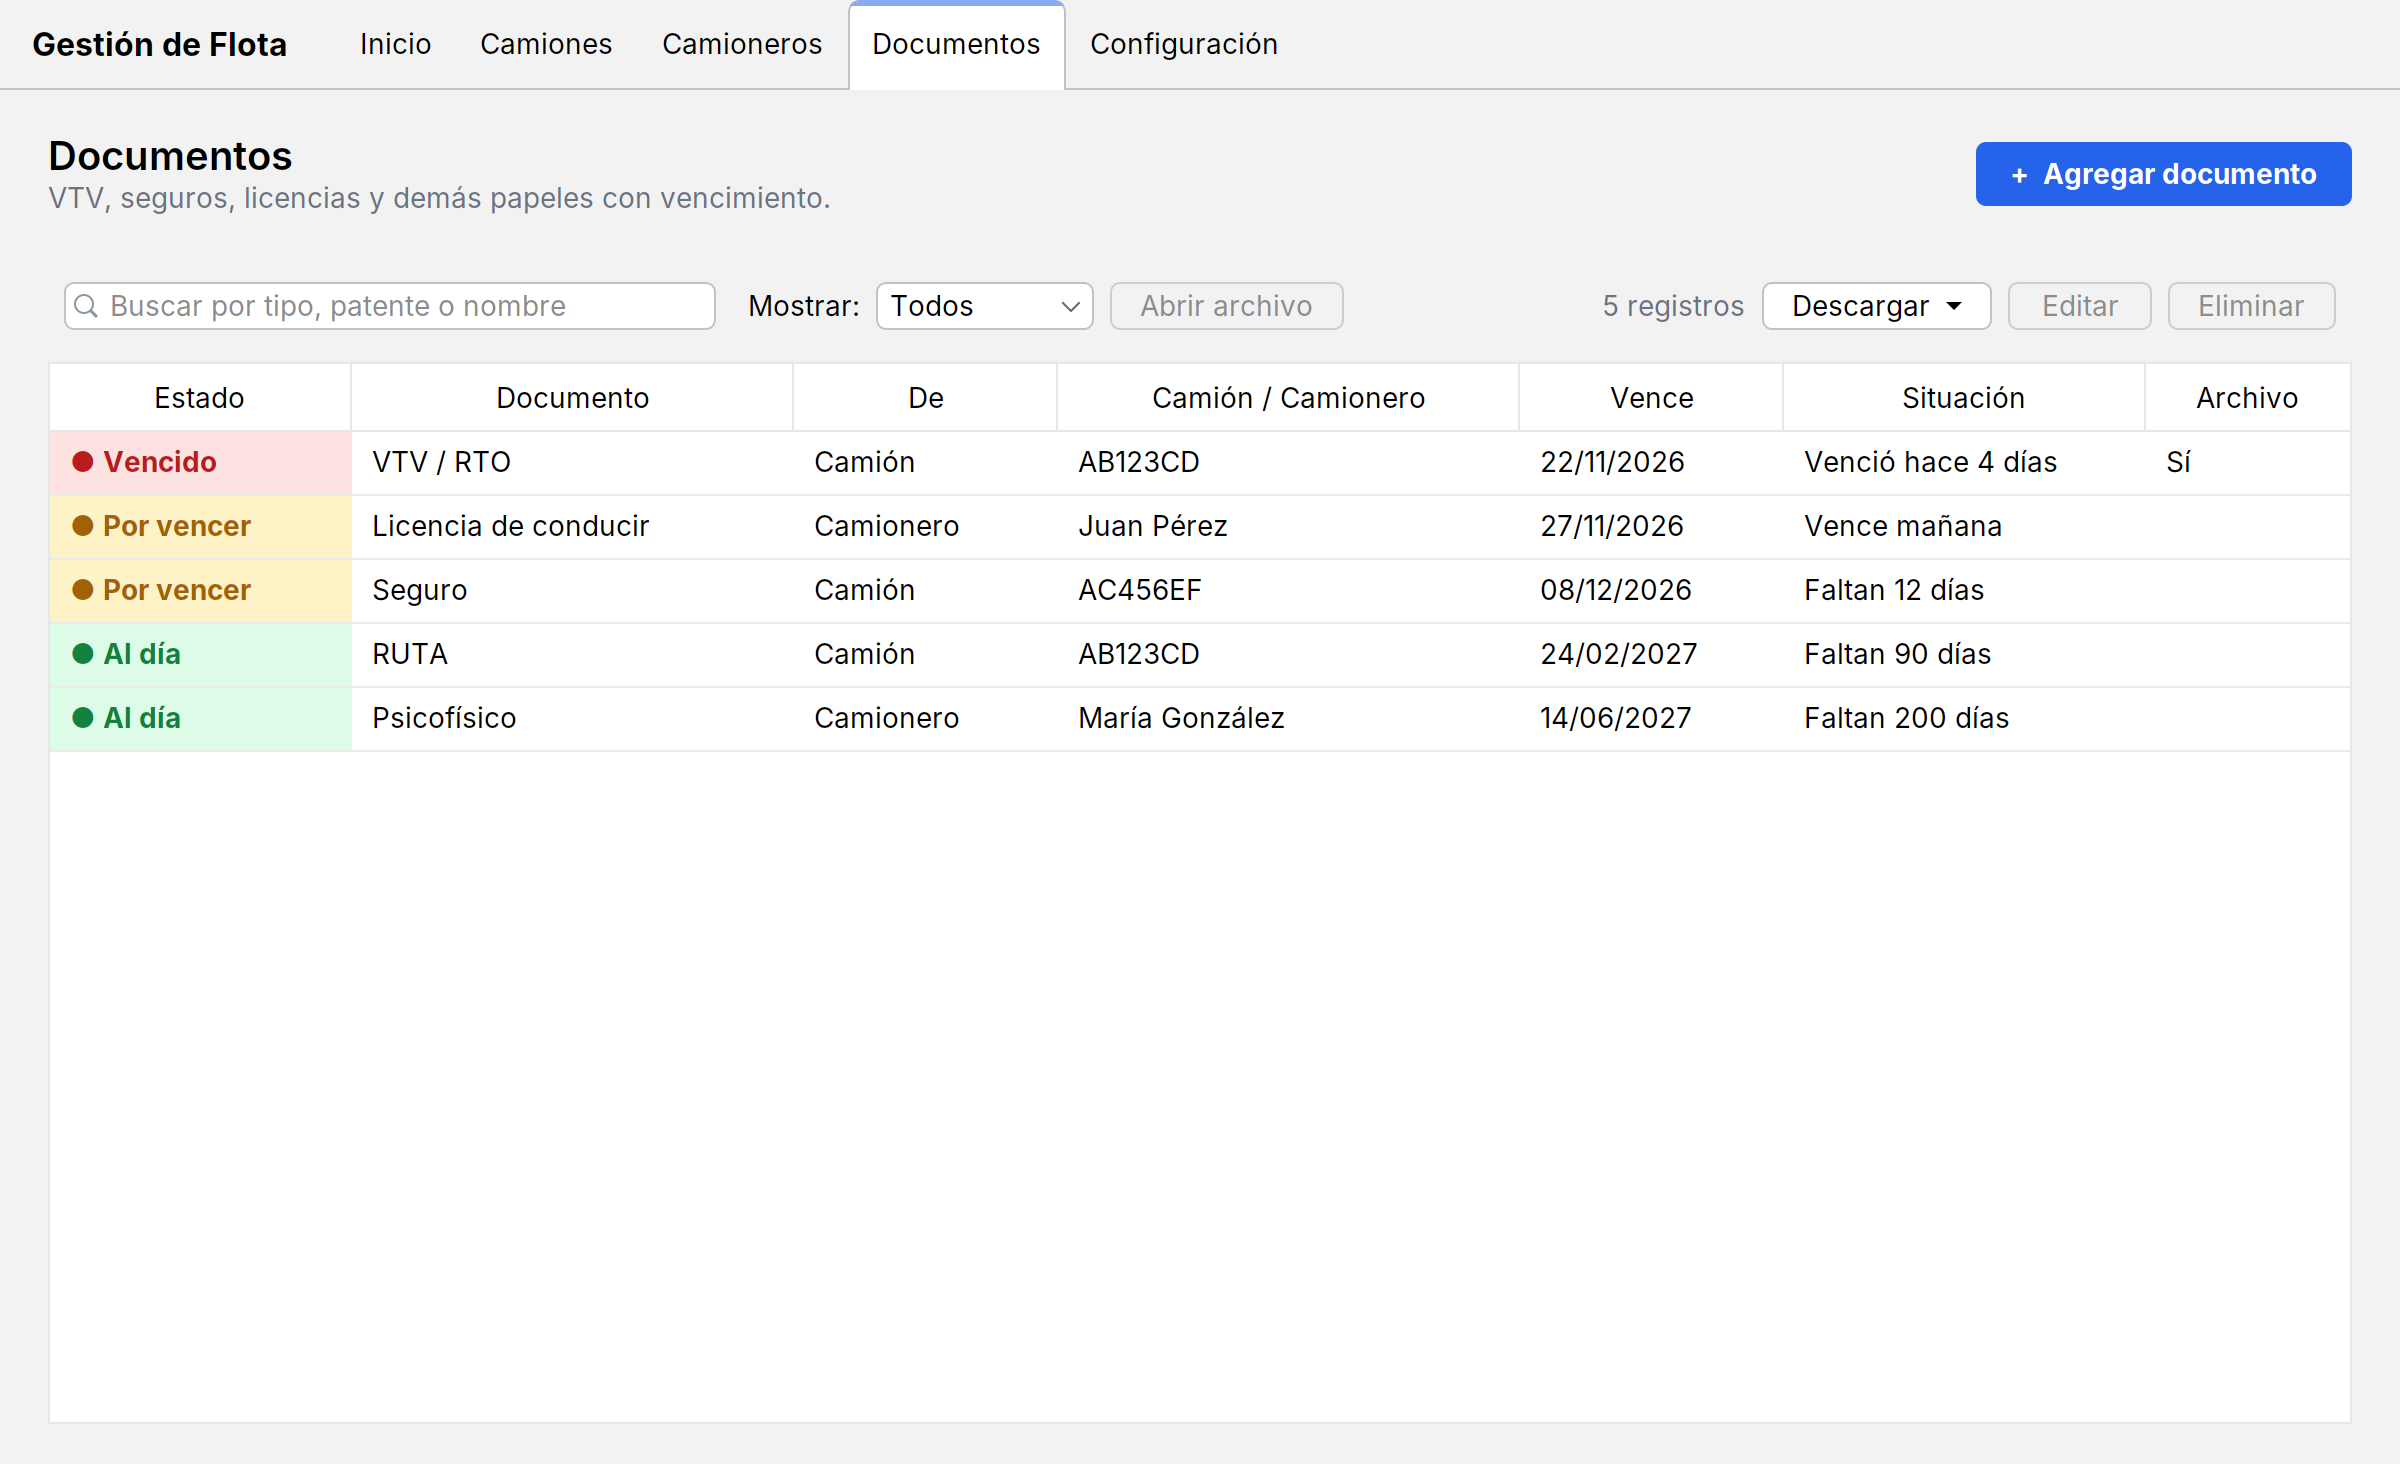 Gestión de Flota Inicio Camiones Camioneros Documentos Configuración
Documentos
VTV, seguros, licencias y demás papeles con vencimiento.
+ Agregar documento
Buscar por tipo, patente o nombre Mostrar: Todos Abrir archivo 5 registros Descargar Editar Eliminar
Estado Documento De Camión / Camionero Vence Situación Archivo
Vencido VTV / RTO Camión AB123CD 22/11/2026 Venció hace 4 días Sí
Por vencer Licencia de conducir Camionero Juan Pérez 27/11/2026 Vence mañana
Por vencer Seguro Camión AC456EF 08/12/2026 Faltan 12 días
Al día RUTA Camión AB123CD 24/02/2027 Faltan 90 días
Al día Psicofísico Camionero María González 14/06/2027 Faltan 200 días